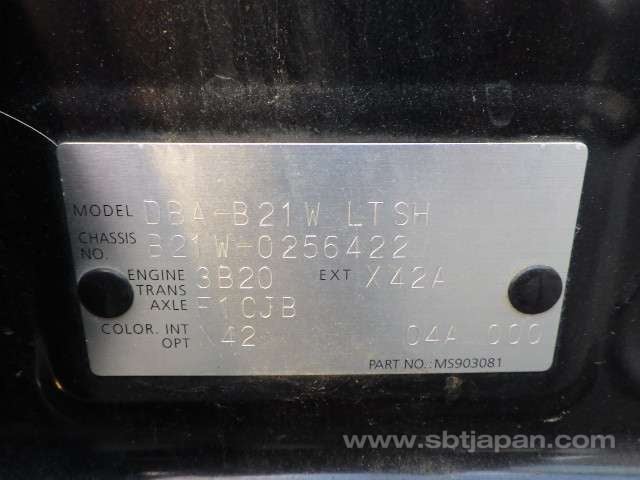 MODEL DBA-B21W LTSH
CHASSIS NO. B21W-0256422
ENGINE 3B20 EXT X42A
TRANS AXLE F1CJB
COLOR. INT OPT X42 04A 000
PART NO.: MS903081
www.sbtjapan.com